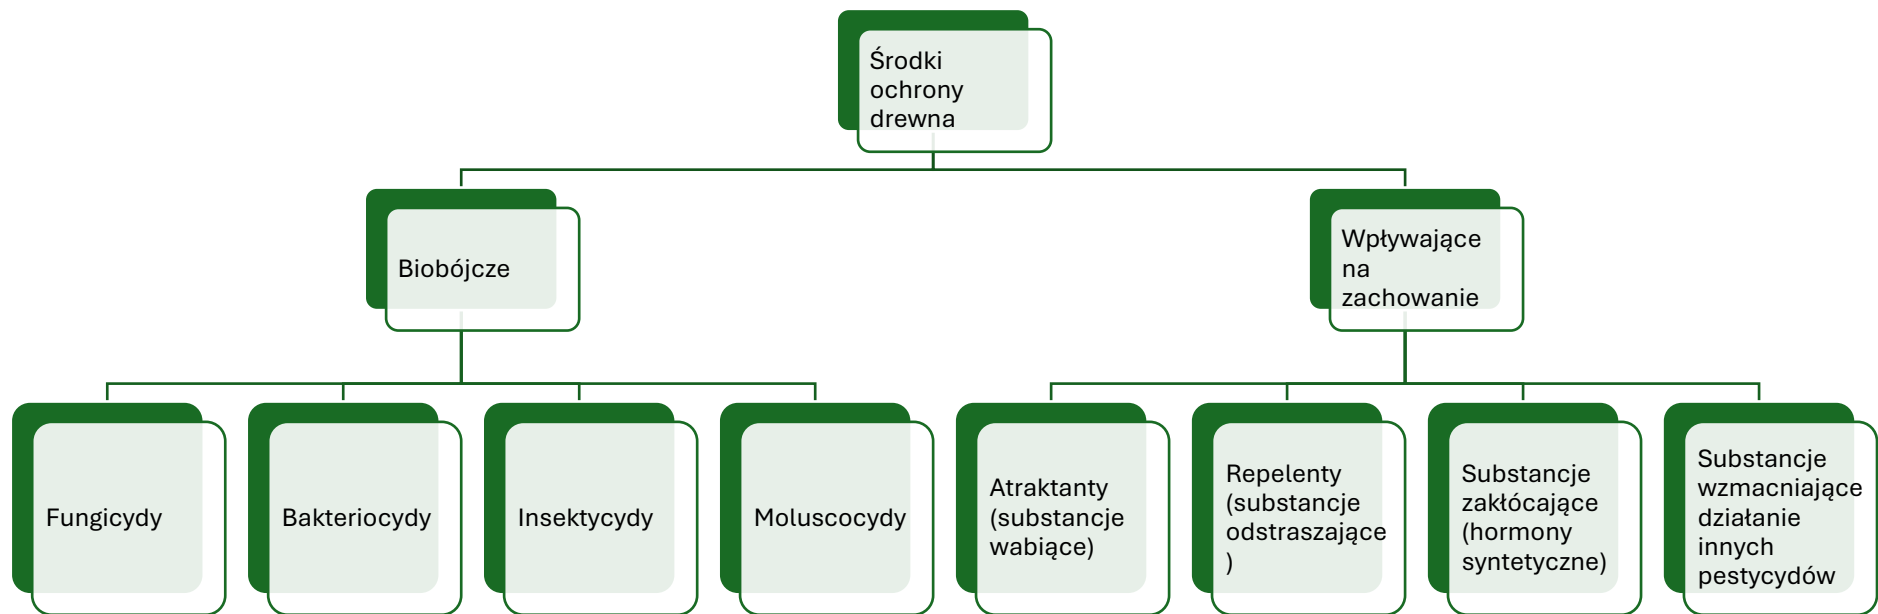 Środki
ochrony
drewna
Biobójcze
Wpływające
na
zachowanie
Fungicydy
Bakteriocydy
Insektycydy
Moluscocydy
Atraktanty
(substancje
wabiące)
Repelenty
(substancje
odstraszające
)
Substancje
zakłócające
(hormony
syntetyczne)
Substancje
wzmacniające
działanie
innych
pestycydów